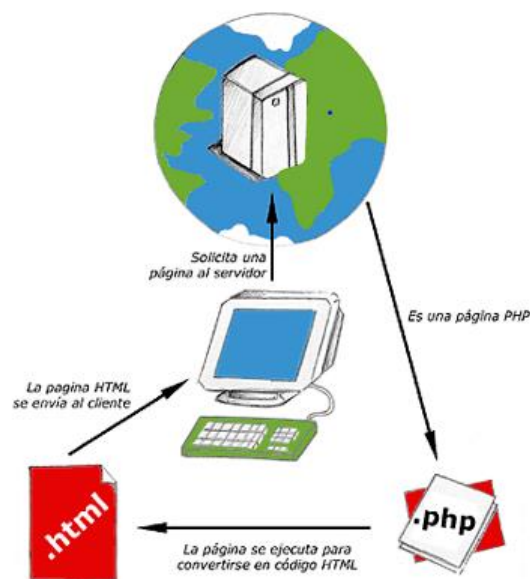 Solicita una
página al servidor
Es una página PHP
La pagina HTML
se envía al cliente
.html
.php
La página se ejecuta para
convertirse en código HTML